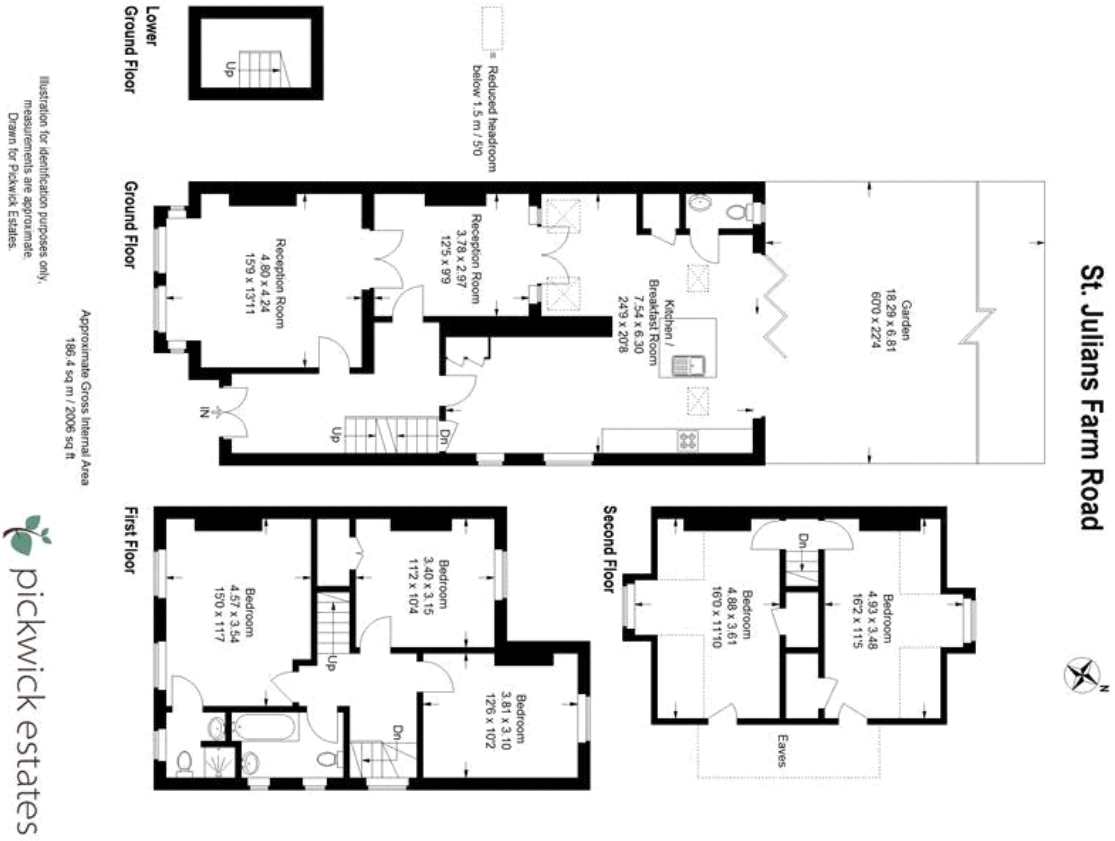 St. Julians Farm Road
N
= Reduced headroom
below 1.5 m / 5'0
Garden
18.29 x 6.81
60'0 x 22'4
Kitchen /
Breakfast Room
7.54 x 6.30
24'9 x 20'8
Reception Room
3.78 x 2.97
12'5 x 9'9
Reception Room
4.80 x 4.24
15'9 x 13'11
Dn
Up
IN
Up
Lower
Ground Floor
Ground Floor
Bedroom
4.93 x 3.48
16'2 x 11'5
Dn
Bedroom
4.88 x 3.61
16'0 x 11'10
Eaves
Second Floor
Bedroom
3.40 x 3.15
11'2 x 10'4
Bedroom
3.81 x 3.10
12'6 x 10'2
Bedroom
4.57 x 3.54
15'0 x 11'7
Up
Dn
First Floor
Approximate Gross Internal Area
186.4 sq m / 2006 sq ft
Illustration for identification purposes only,
measurements are approximate.
Drawn for Pickwick Estates.
pickwick estates